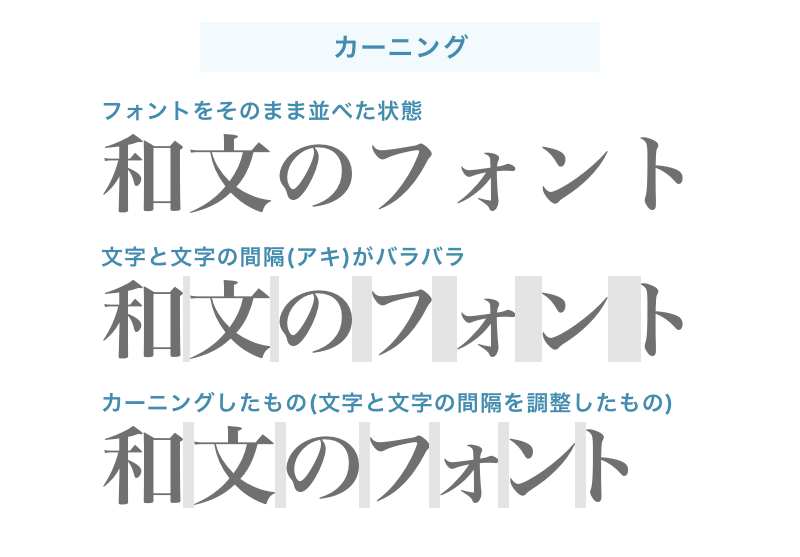 カーニング
フォントをそのまま並べた状態
和文のフォント
文字と文字の間隔(アキ)がバラバラ
和文のフォント
カーニングしたもの(文字と文字の間隔を調整したもの)
和文のフォント